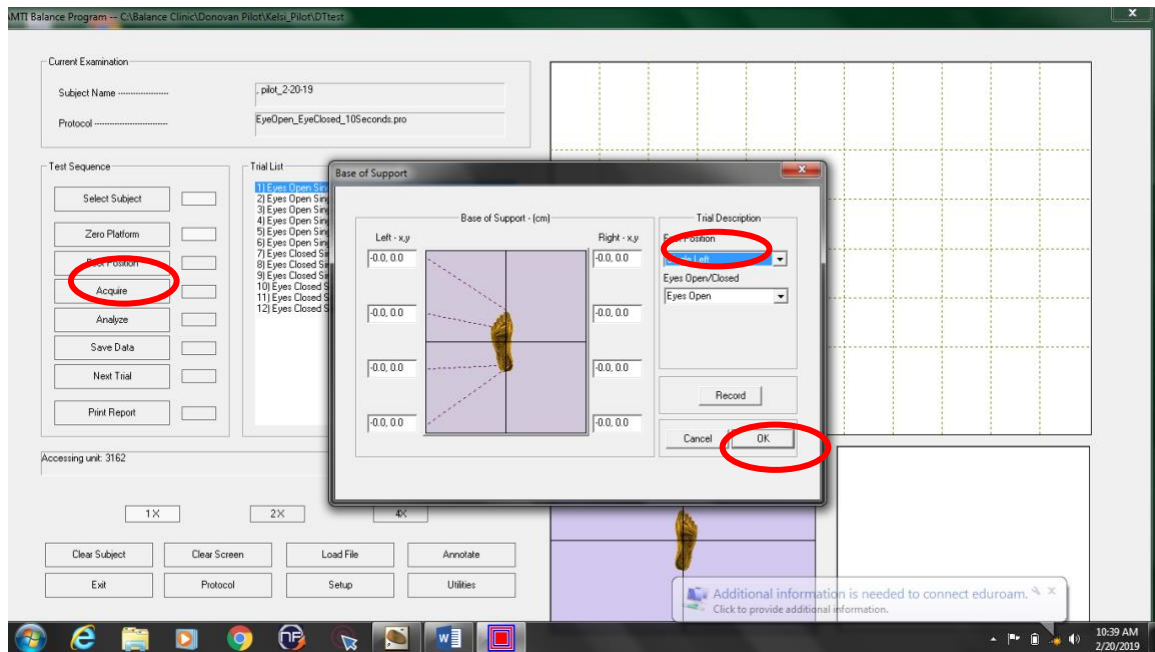 AMTI Balance Program -- C:\Balance Clinic\Donovan Pilot\Kelsi_Pilot\DTtest
Current Examination
Subject Name
, pilot_2-20-19
Protocol
EyeOpen_EyeClosed_10Seconds.pro
Test Sequence
Select Subject
Zero Platform
Position
Acquire
Analyze
Save Data
Next Trial
Print Report
Trial List
1) Eyes Open Sin
2) Eyes Open Sing
3) Eyes Open Sing
4) Eyes Open Sing
5) Eyes Open Sing
6) Eyes Open Sing
7) Eyes Closed Si
8) Eyes Closed Si
9) Eyes Closed Si
10) Eyes Closed S
11) Eyes Closed S
12) Eyes Closed S
Base of Support
Base of Support - (cm)
Left - x,y
Right - x,y
-0.0, 0.0
-0.0, 0.0
-0.0, 0.0
-0.0, 0.0
-0.0, 0.0
-0.0, 0.0
-0.0, 0.0
-0.0, 0.0
Trial Description
Position
Left
Eyes Open/Closed
Eyes Open
Record
Cancel
OK
Accessing unit: 3162
1X
2X
4X
Clear Subject
Clear Screen
Load File
Annotate
Exit
Protocol
Setup
Utilities
Additional information is needed to connect eduroam.
Click to provide additional information.
10:39 AM
2/20/2019